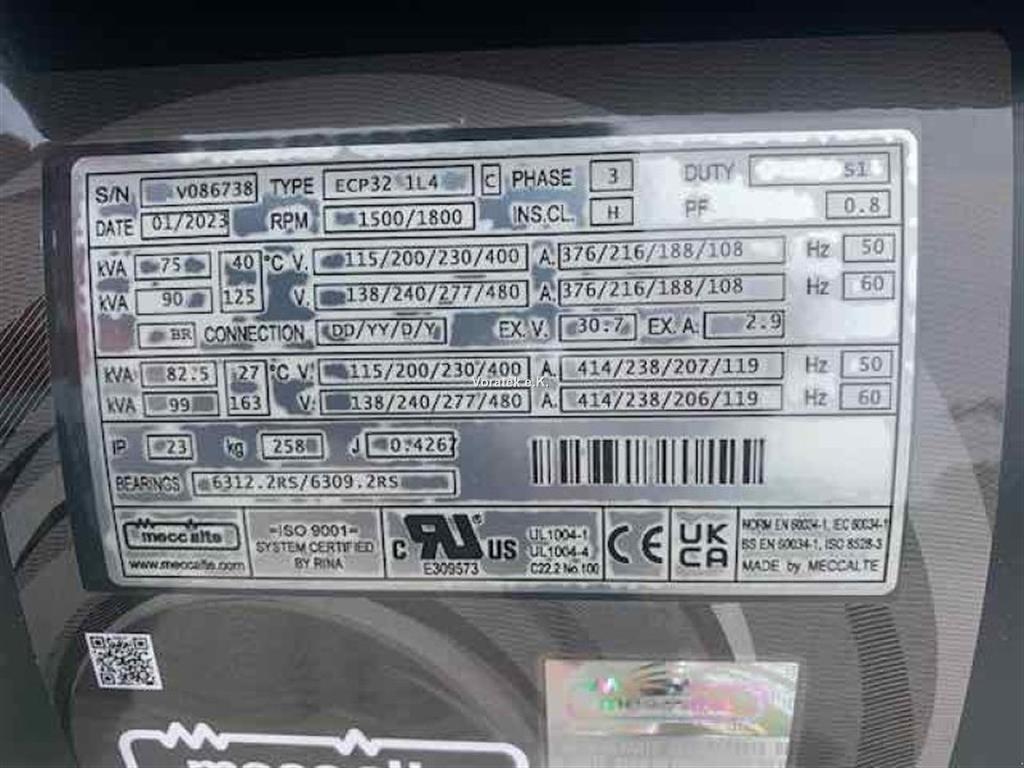 S/N V086738 TYPE ECP32 1L4 C PHASE 3 DUTY S1
DATE 01/2023 RPM 1500/1800 INS.CL. H PF 0.8
kVA 75 40 °C V. 115/200/230/400 A. 376/216/188/108 Hz 50
kVA 90 125 V. 138/240/277/480 A. 376/216/188/108 Hz 60
BR CONNECTION DD/YY/D/Y EX. V. 30.7 EX. A. 2.9
kVA 82.5 27 °C V. 115/200/230/400 A. 414/238/207/119 Hz 50
kVA 99 163 V. 138/240/277/480 A. 414/238/206/119 Hz 60
Voratek e.K.
IP 23 kg 258 J 0.4267
BEARINGS 6312.2RS/6309.2RS
mecc alte
www.meccalte.com
=ISO 9001=
SYSTEM CERTIFIED
BY RINA
c RU US
E309573
UL1004-1
UL1004-4
C22.2 No.100
CE
UK
CA
NORM EN 60034-1, IEC 60034-1
BS EN 60034-1, ISO 8528-3
MADE by MECCALTE
mecc alte